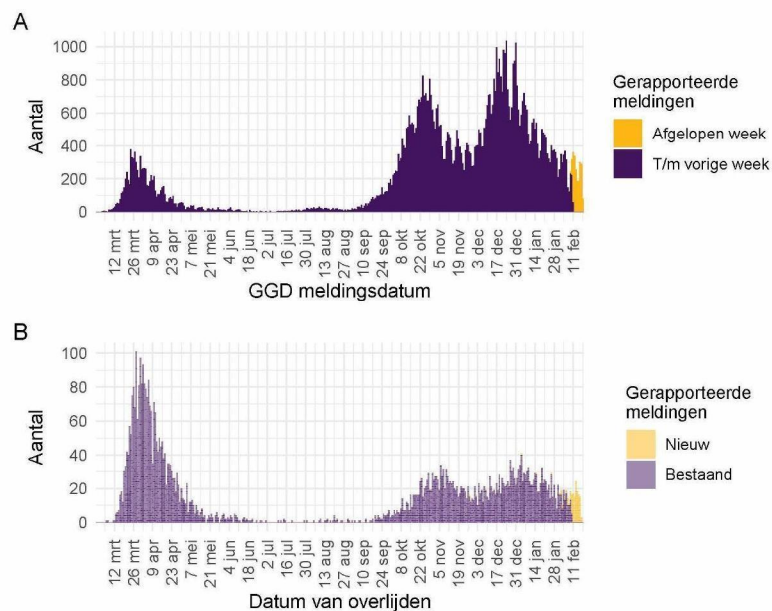 A
Aantal
1000
800
600
400
200
0
12 mrt
26 mrt
9 apr
23 apr
7 mei
21 mei
4 jun
18 jun
2 jul
16 jul
30 jul
13 aug
27 aug
10 sep
24 sep
8 okt
22 okt
5 nov
19 nov
3 dec
17 dec
31 dec
14 jan
28 jan
11 feb
GGD meldingsdatum
Gerapporteerde
meldingen
Afgelopen week
T/m vorige week
B
Aantal
100
80
60
40
20
0
12 mrt
26 mrt
9 apr
23 apr
7 mei
21 mei
4 jun
18 jun
2 jul
16 jul
30 jul
13 aug
27 aug
10 sep
24 sep
8 okt
22 okt
5 nov
19 nov
3 dec
17 dec
31 dec
14 jan
28 jan
11 feb
Datum van overlijden
Gerapporteerde
meldingen
Nieuw
Bestaand